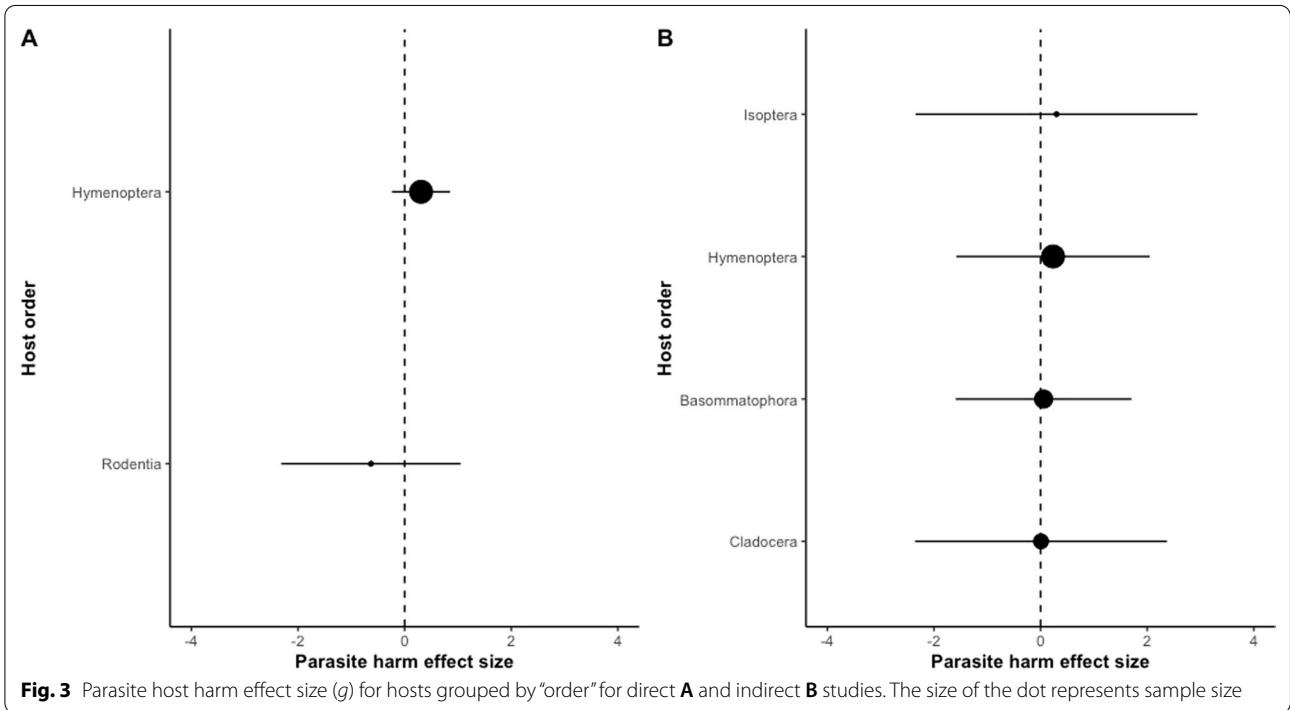 A
Hymenoptera
Rodentia
Host order
-4 -2 0 2 4
Parasite harm effect size
B
Isoptera
Hymenoptera
Basommatophora
Cladocera
Host order
-4 -2 0 2 4
Parasite harm effect size
Fig. 3 Parasite host harm effect size (g) for hosts grouped by “order” for direct A and indirect B studies. The size of the dot represents sample size